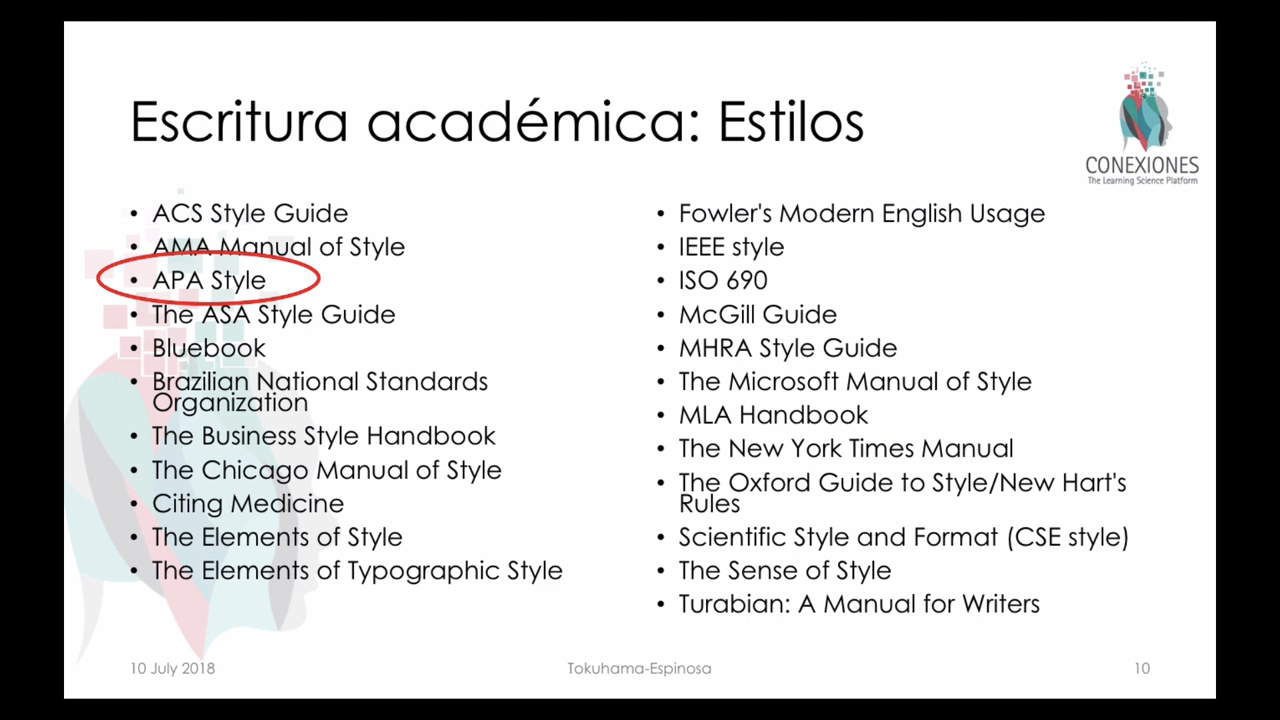 Escritura académica: Estilos
CONEXIONES
The Learning Science Platform
• ACS Style Guide
• AMA Manual of Style
• APA Style
• The ASA Style Guide
• Bluebook
• Brazilian National Standards
Organization
• The Business Style Handbook
• The Chicago Manual of Style
• Citing Medicine
• The Elements of Style
• The Elements of Typographic Style
• Fowler's Modern English Usage
• IEEE style
• ISO 690
• McGill Guide
• MHRA Style Guide
• The Microsoft Manual of Style
• MLA Handbook
• The New York Times Manual
• The Oxford Guide to Style/New Hart's
Rules
• Scientific Style and Format (CSE style)
• The Sense of Style
• Turabian: A Manual for Writers
10 July 2018
Tokuhama-Espinosa
10